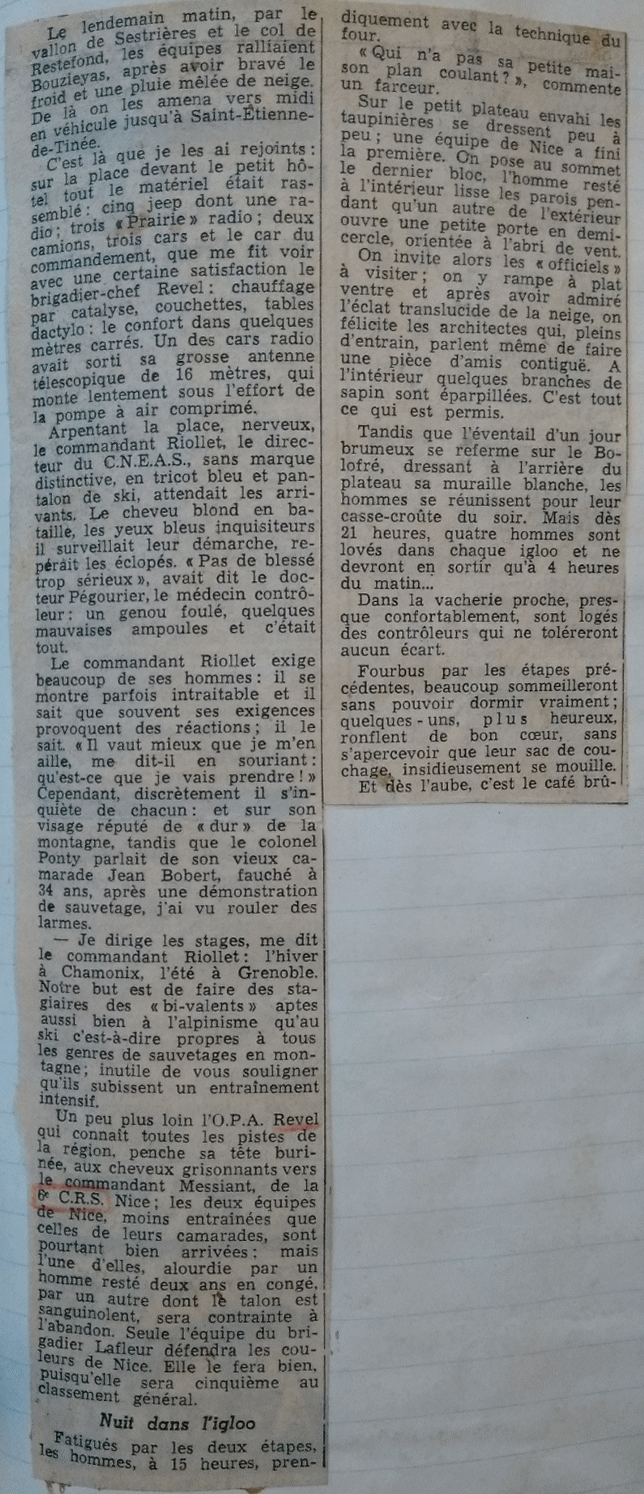 Le lendemain matin, par le
vallon de Sestrières et le col de
Restefond, les équipes ralliaient
Bouzieyas, après avoir bravé le
froid et une pluie mêlée de neige.
De là on les amena vers midi
en véhicule jusqu'à Saint-Étienne-
de-Tinée.
C'est là que je les ai rejoints :
sur la place devant le petit hô-
tel tout le matériel était ras-
semblé : cinq jeep dont une ra-
dio ; trois « Prairie » radio ; deux
camions, trois cars et le car du
commandement, que me fit voir
avec une certaine satisfaction le
brigadier-chef Revel : chauffage
par catalyse, couchettes, tables
dactylo : le confort dans quelques
mètres carrés. Un des cars radio
avait sorti sa grosse antenne
télescopique de 16 mètres, qui
monte lentement sous l'effort de
la pompe à air comprimé.
Arpentant la place, nerveux,
le commandant Riollet, le direc-
teur du C.N.E.A.S., sans marque
distinctive, en tricot bleu et pan-
talon de ski, attendait les arri-
vants. Le cheveu blond en ba-
taille, les yeux bleus inquisiteurs
il surveillait leur démarche, re-
pérait les éclopés. « Pas de blessé
trop sérieux », avait dit le doc-
teur Pégourier, le médecin contrô-
leur : un genou foulé, quelques
mauvaises ampoules et c'était
tout.
Le commandant Riollet exige
beaucoup de ses hommes : il se
montre parfois intraitable et il
sait que souvent ses exigences
provoquent des réactions ; il le
sait. « Il vaut mieux que je m'en
aille, me dit-il en souriant :
qu'est-ce que je vais prendre ! »
Cependant, discrètement il s'in-
quiète de chacun : et sur son
visage réputé de « dur » de la
montagne, tandis que le colonel
Ponty parlait de son vieux ca-
marade Jean Bobert, fauché à
34 ans, après une démonstration
de sauvetage, j'ai vu rouler des
larmes.
— Je dirige les stages, me dit
le commandant Riollet : l'hiver
à Chamonix, l'été à Grenoble.
Notre but est de faire des sta-
giaires des « bi-valents » aptes
aussi bien à l'alpinisme qu'au
ski c'est-à-dire propres à tous
les genres de sauvetages en mon-
tagne ; inutile de vous souligner
qu'ils subissent un entraînement
intensif.
Un peu plus loin l'O.P.A. Revel
qui connaît toutes les pistes de
la région, penche sa tête buri-
née, aux cheveux grisonnants vers
le commandant Messiant, de la
6e C.R.S. Nice ; les deux équipes
de Nice, moins entraînées que
celles de leurs camarades, sont
pourtant bien arrivées : mais
l'une d'elles, alourdie par un
homme resté deux ans en congé,
par un autre dont le talon est
sanguinolent, sera contrainte à
l'abandon. Seule l'équipe du bri-
gadier Lafleur défendra les cou-
leurs de Nice. Elle le fera bien,
puisqu'elle sera cinquième au
classement général.
Nuit dans l'igloo
Fatigués par les deux étapes,
les hommes, à 15 heures, pren-
diquement avec la technique du
four.
« Qui n'a pas sa petite mai-
son plan coulant ? », commente
un farceur.
Sur le petit plateau envahi les
taupinières se dressent peu à
peu ; une équipe de Nice a fini
la première. On pose au sommet
le dernier bloc, l'homme resté
à l'intérieur lisse les parois pen-
dant qu'un autre de l'extérieur
ouvre une petite porte en demi-
cercle, orientée à l'abri de vent.
On invite alors les « officiels »
à visiter ; on y rampe à plat
ventre et après avoir admiré
l'éclat translucide de la neige, on
félicite les architectes qui, pleins
d'entrain, parlent même de faire
une pièce d'amis contiguë. A
l'intérieur quelques branches de
sapin sont éparpillées. C'est tout
ce qui est permis.
Tandis que l'éventail d'un jour
brumeux se referme sur le Bo-
lofré, dressant à l'arrière du
plateau sa muraille blanche, les
hommes se réunissent pour leur
casse-croûte du soir. Mais dès
21 heures, quatre hommes sont
lovés dans chaque igloo et ne
devront en sortir qu'à 4 heures
du matin...
Dans la vacherie proche, pres-
que confortablement, sont logés
des contrôleurs qui ne toléreront
aucun écart.
Fourbus par les étapes pré-
cédentes, beaucoup sommeilleront
sans pouvoir dormir vraiment ;
quelques-uns, plus heureux,
ronflent de bon cœur, sans
s'apercevoir que leur sac de cou-
chage, insidieusement se mouille.
Et dès l'aube, c'est le café brû-